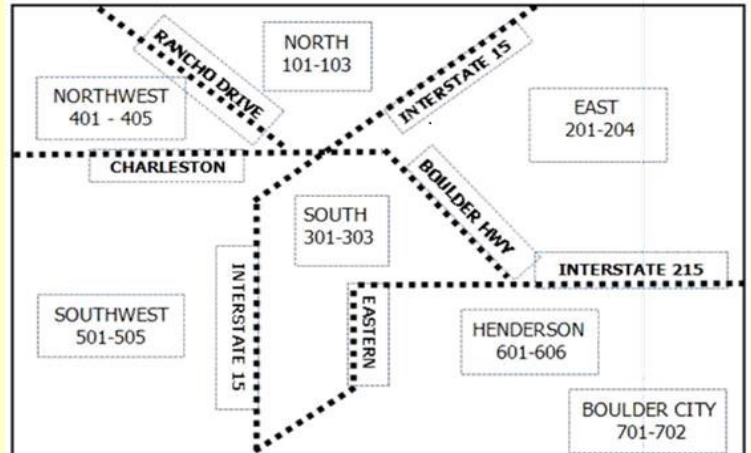 NORTH
101-103
RANCHO DRIVE
INTERSTATE 15
NORTHWEST
401 - 405
EAST
201-204
CHARLESTON
BOULDER HWY
SOUTH
301-303
INTERSTATE 215
INTERSTATE 15
EASTERN
SOUTHWEST
501-505
HENDERSON
601-606
BOULDER CITY
701-702